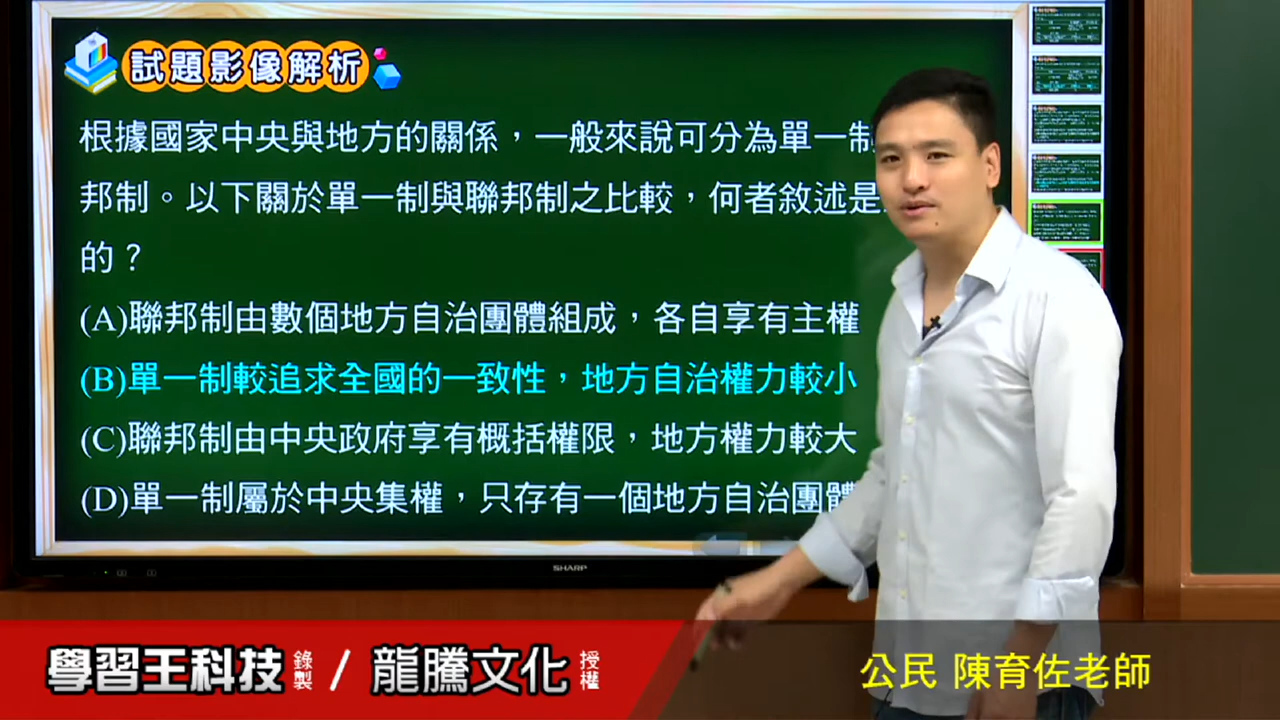 試題影像解析
根據國家中央與地方的關係，一般來說可分為單一制
邦制。以下關於單一制與聯邦制之比較，何者敘述是
的？
(A)聯邦制由數個地方自治團體組成，各自享有主權
(B)單一制較追求全國的一致性，地方自治權力較小
(C)聯邦制由中央政府享有概括權限，地方權力較大
(D)單一制屬於中央集權，只存有一個地方自治團體
SHARP
學習王科技 錄製 / 龍騰文化 授權
公民 陳育佐老師